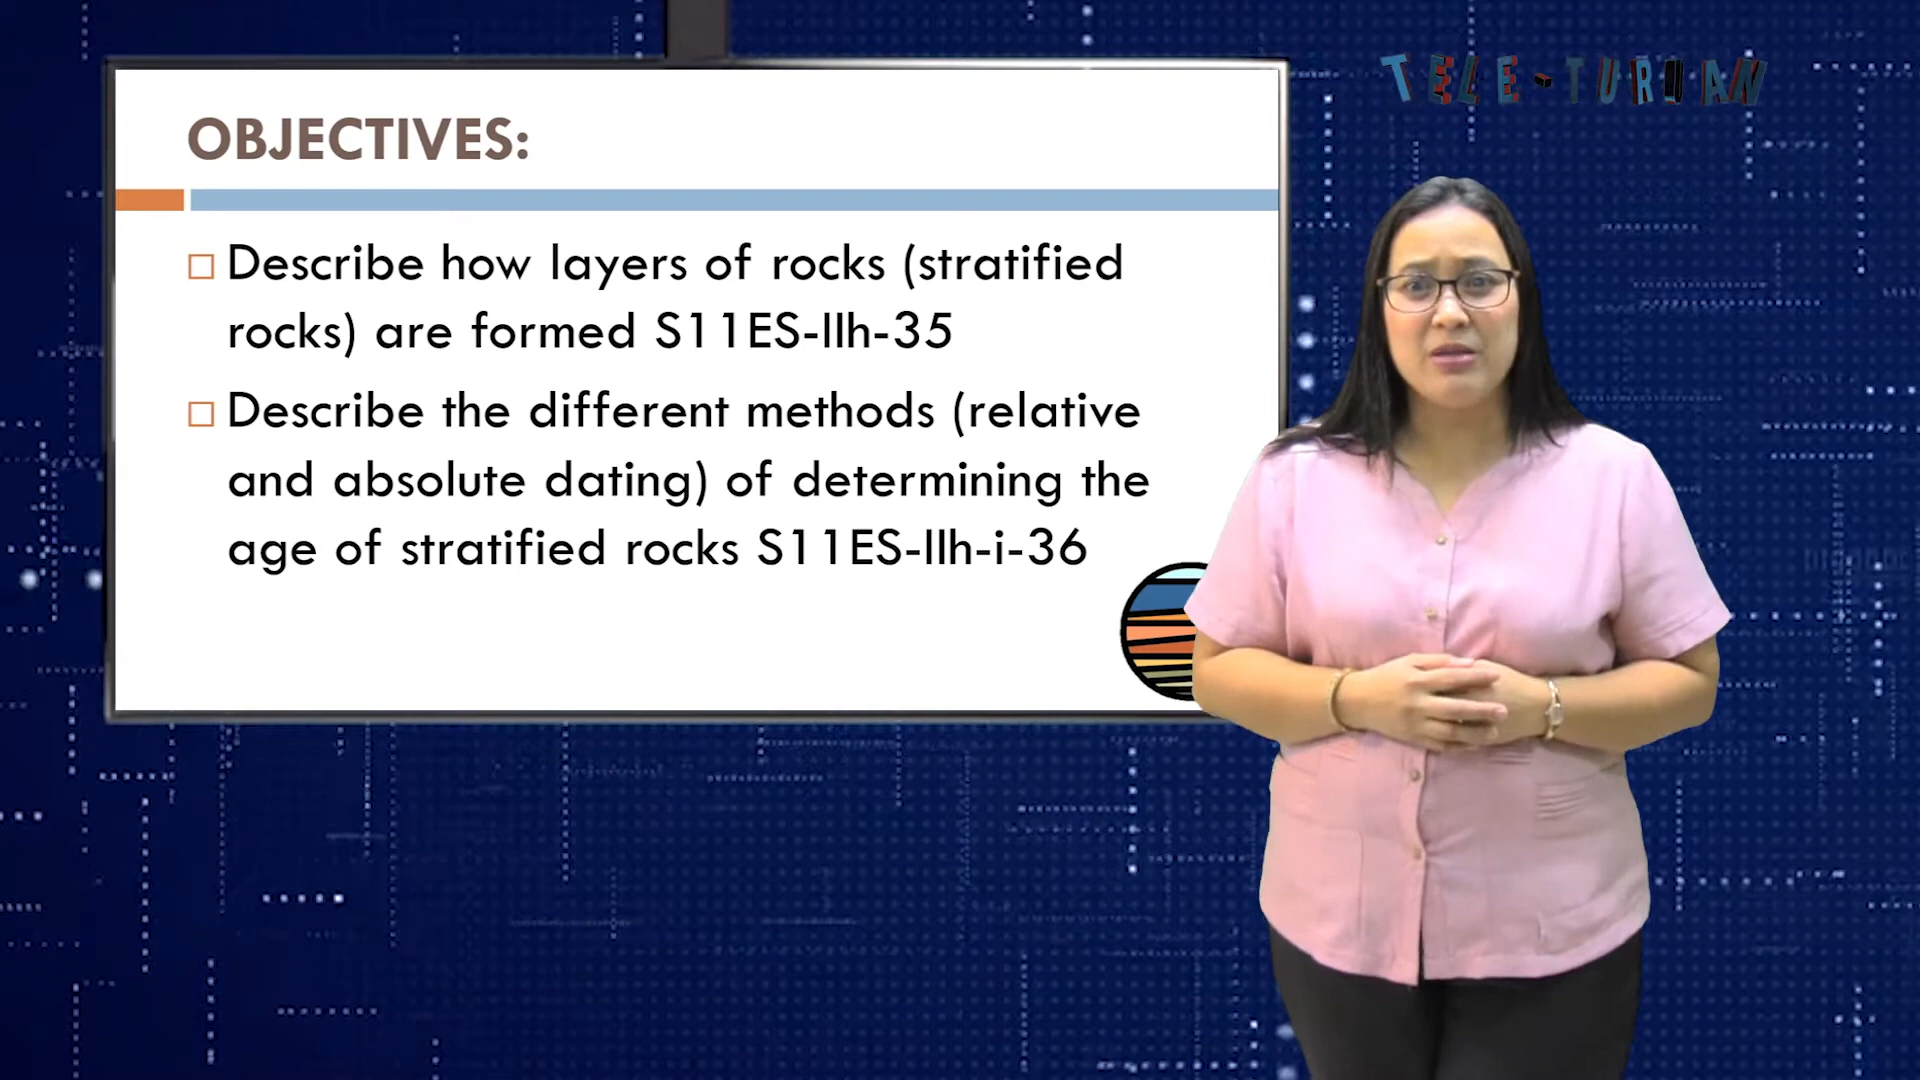 TELE-TURUAN
OBJECTIVES:
Describe how layers of rocks (stratified
rocks) are formed S11ES-IIh-35
Describe the different methods (relative
and absolute dating) of determining the
age of stratified rocks S11ES-IIh-i-36